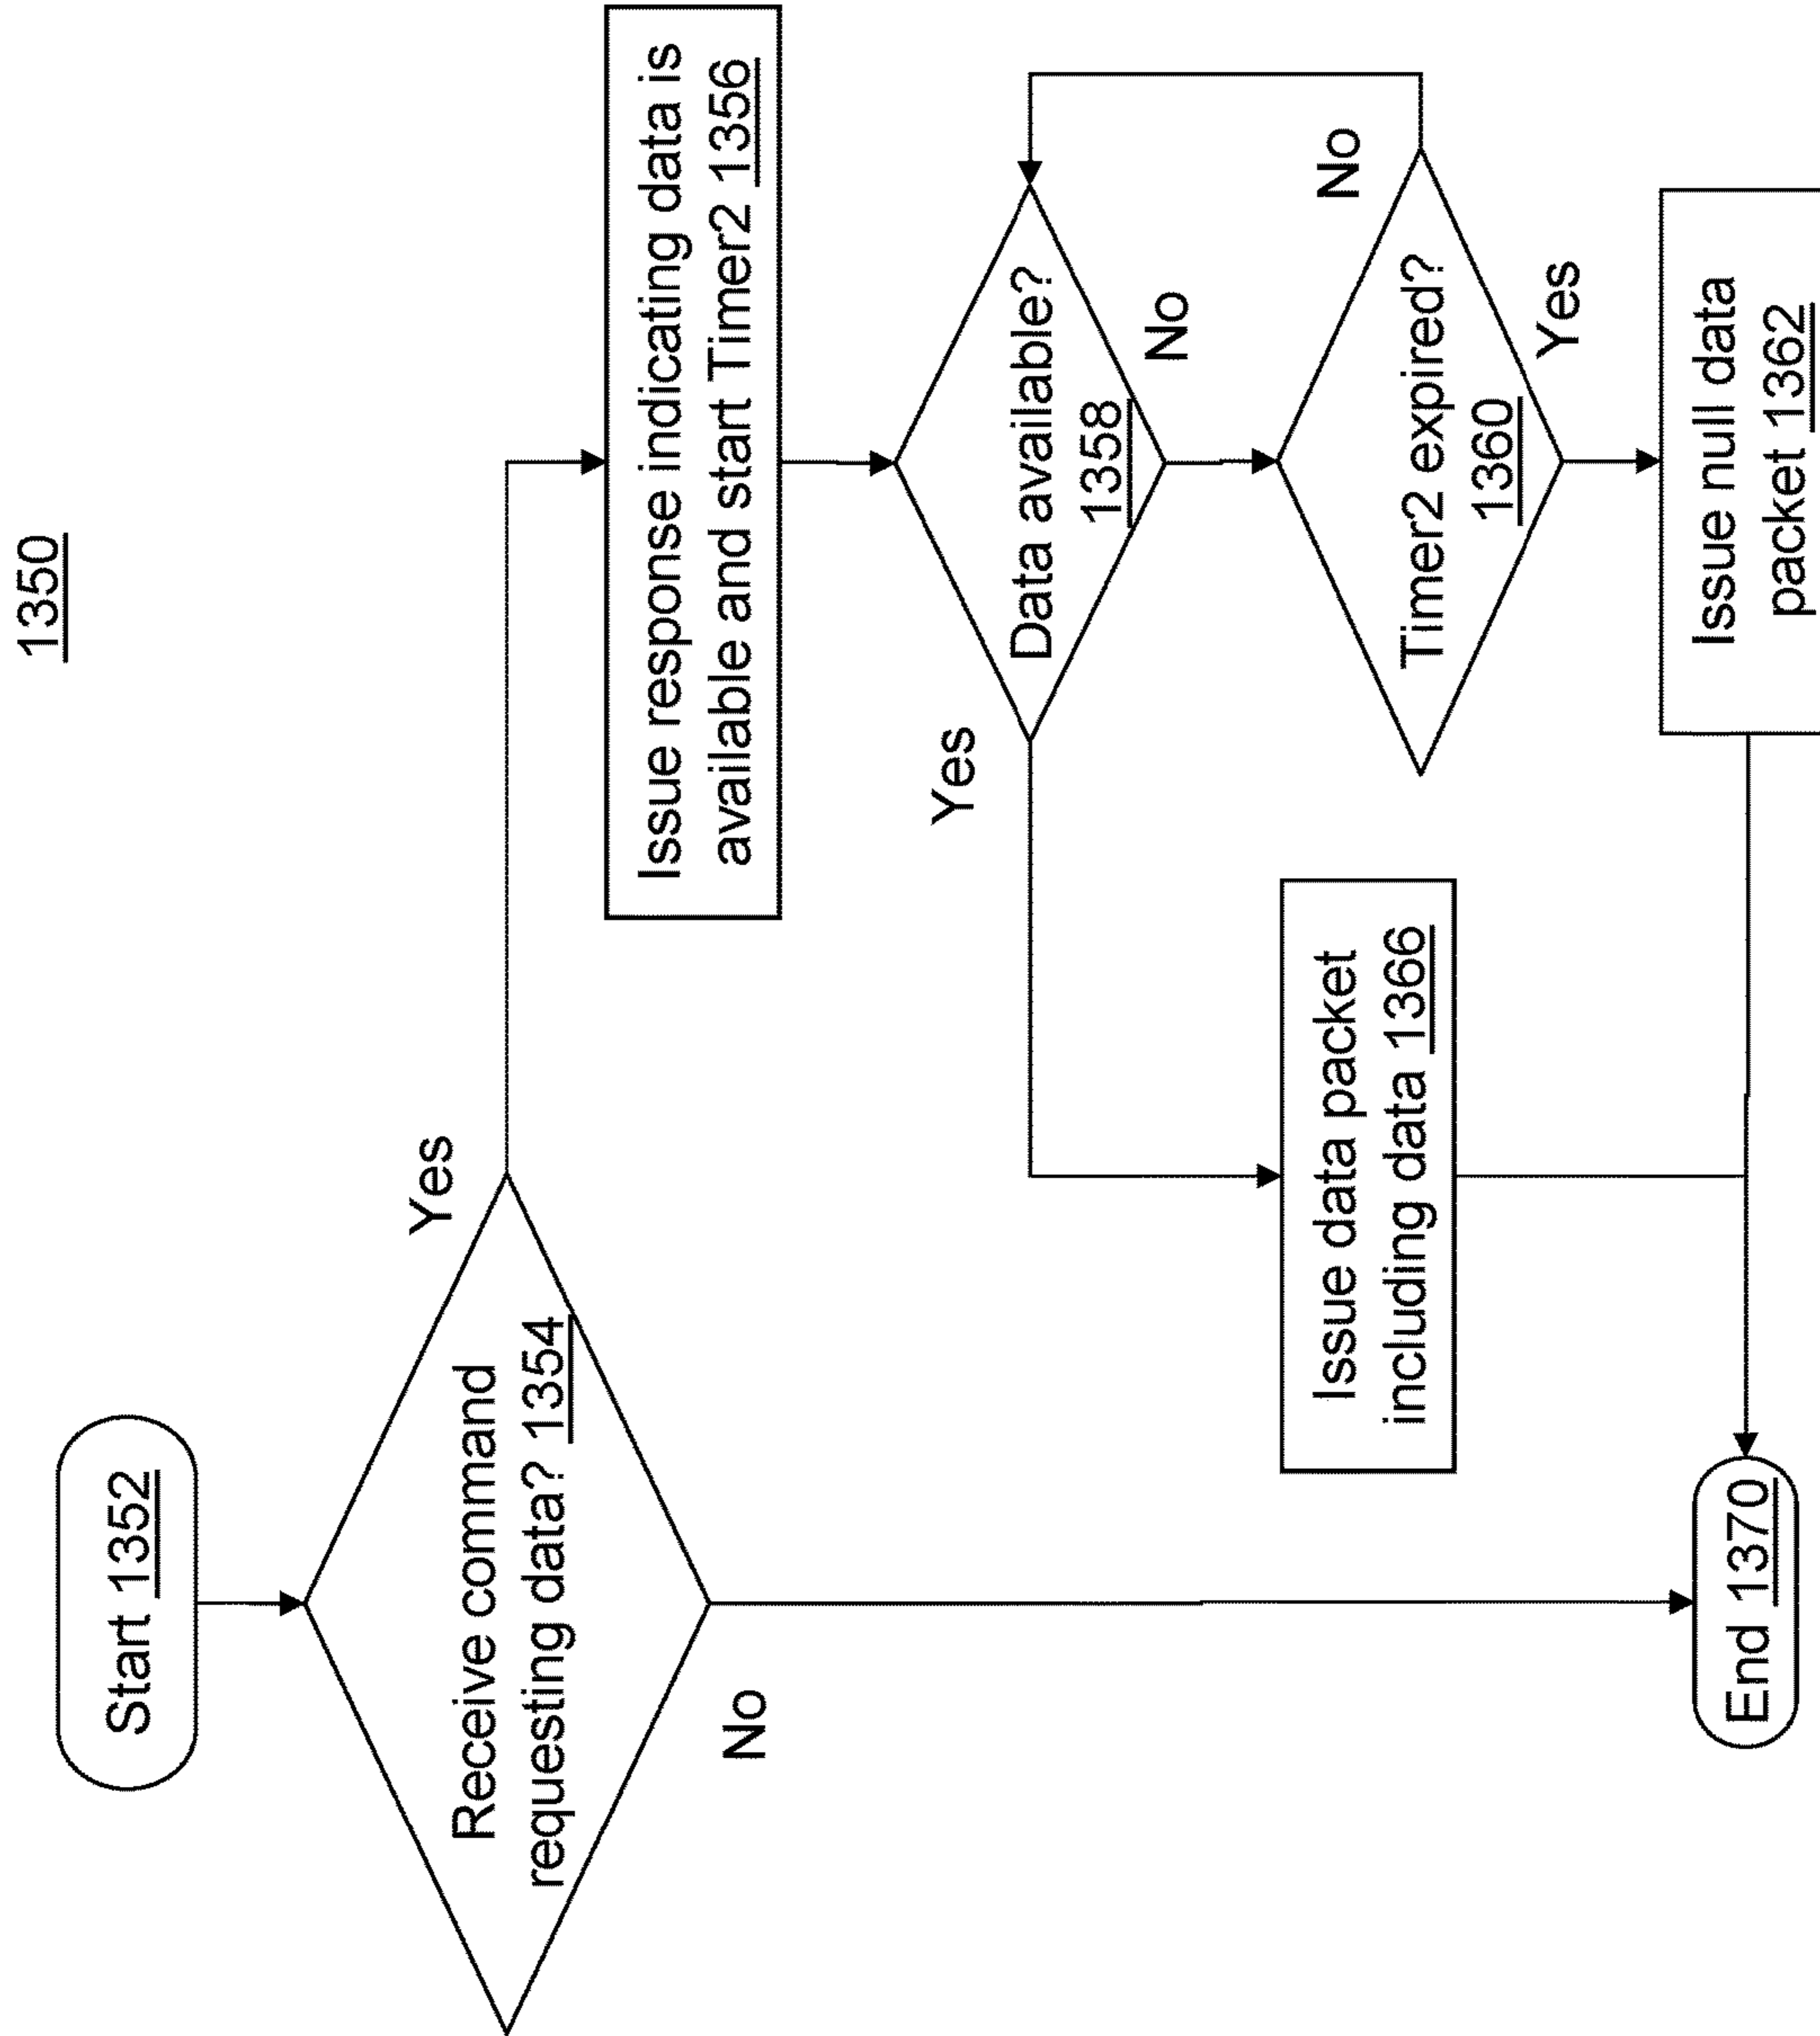 1350
Start 1352
Receive command
requesting data? 1354
Yes
No
Issue response indicating data is
available and start Timer2 1356
Data available?
1358
Yes
No
Timer2 expired?
1360
No
Yes
Issue data packet
including data 1366
Issue null data
packet 1362
End 1370